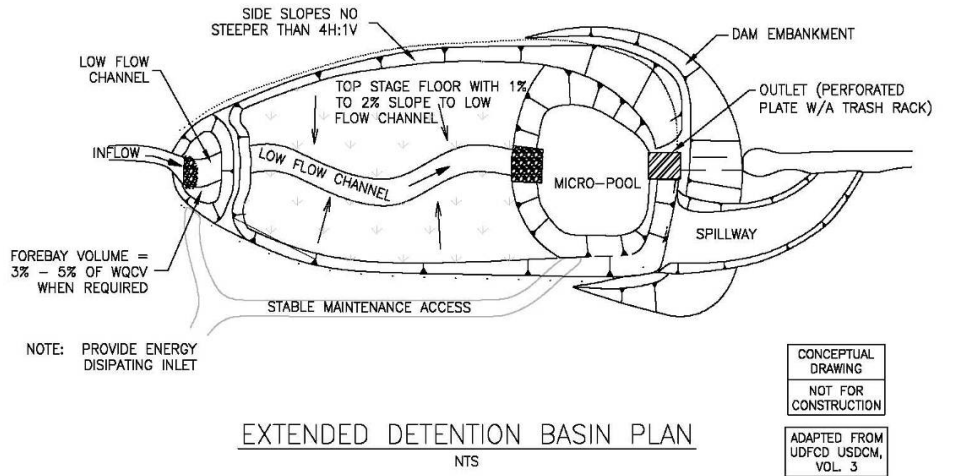 SIDE SLOPES NO
STEEPER THAN 4H:1V
DAM EMBANKMENT
LOW FLOW
CHANNEL
TOP STAGE FLOOR WITH 1%
TO 2% SLOPE TO LOW
FLOW CHANNEL
OUTLET (PERFORATED
PLATE W/A TRASH RACK)
INFLOW
LOW FLOW CHANNEL
MICRO-POOL
SPILLWAY
FOREBAY VOLUME =
3% - 5% OF WQCV
WHEN REQUIRED
STABLE MAINTENANCE ACCESS
NOTE: PROVIDE ENERGY
DISIPATING INLET
CONCEPTUAL
DRAWING
NOT FOR
CONSTRUCTION
EXTENDED DETENTION BASIN PLAN
NTS
ADAPTED FROM
UDFCD USDCM,
VOL. 3